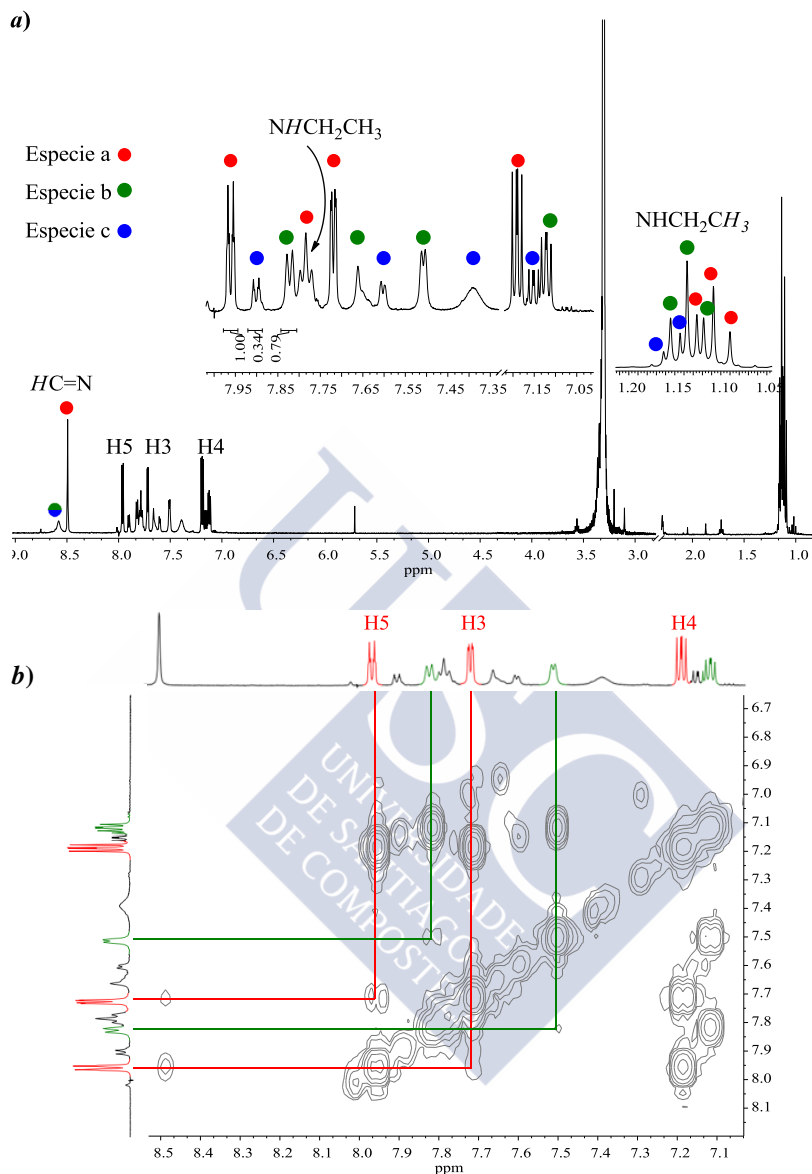 a)
NHCH2CH3
Especie a
Especie b
Especie c
NHCH2CH3
1.00
0.34
0.79
7.95 7.85 7.75 7.65 7.55 7.45 7.35 7.15 7.05
1.20 1.15 1.10 1.05
HC=N
H5 H3 H4
9.0 8.5 8.0 7.5 7.0 6.5 6.0 5.5 5.0 4.5 4.0 3.5 3.0 2.0 1.5 1.0
ppm
H5 H3 H4
b)
6.7
6.8
6.9
7.0
7.1
7.2
7.3
7.4
7.5
7.6
7.7
7.8
7.9
8.0
8.1
ppm
UNIVERSIDADE
DE SANTIAGO
DE COMPOSTELA
8.5 8.4 8.3 8.2 8.1 8.0 7.9 7.8 7.7 7.6 7.5 7.4 7.3 7.2 7.1
ppm